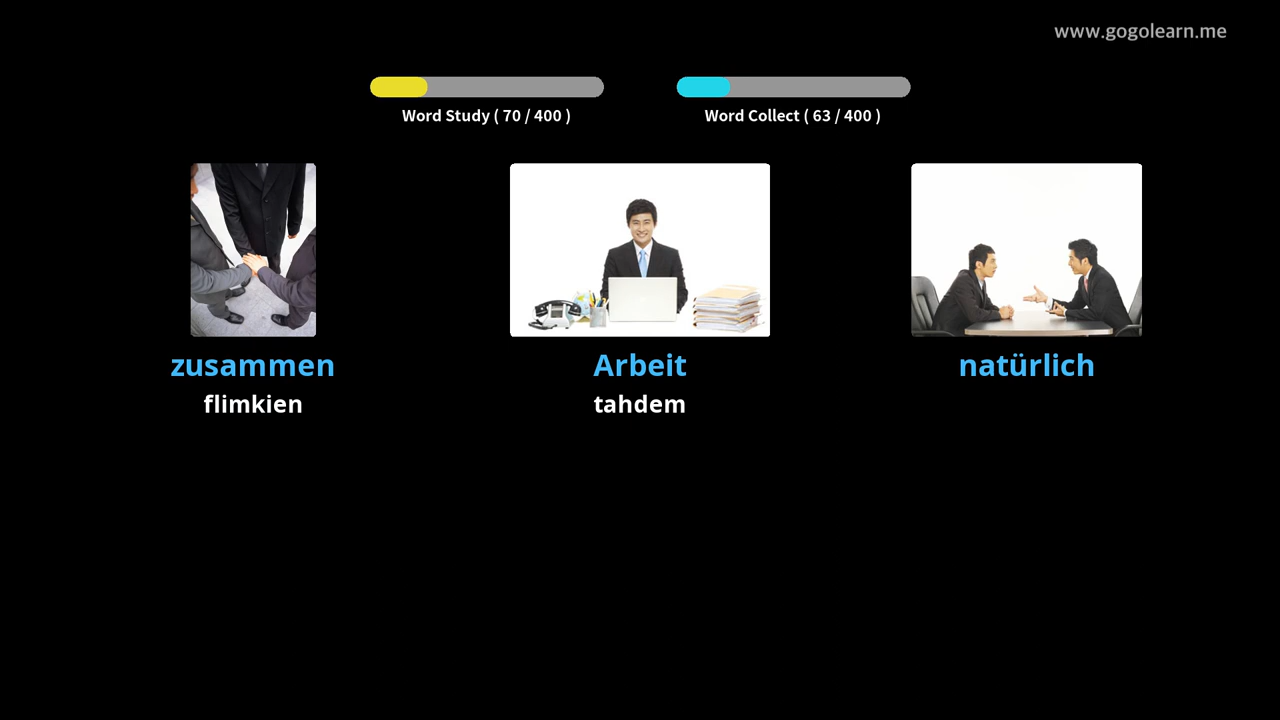 www.gogolearn.me
Word Study ( 70 / 400 )
Word Collect ( 63 / 400 )
zusammen
flimkien
Arbeit
tahdem
natürlich